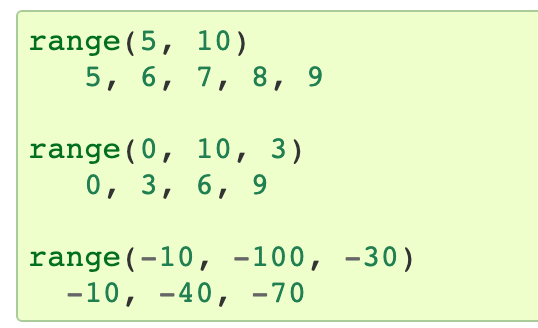 range(5, 10)
5, 6, 7, 8, 9
range(0, 10, 3)
0, 3, 6, 9
range(-10, -100, -30)
-10, -40, -70